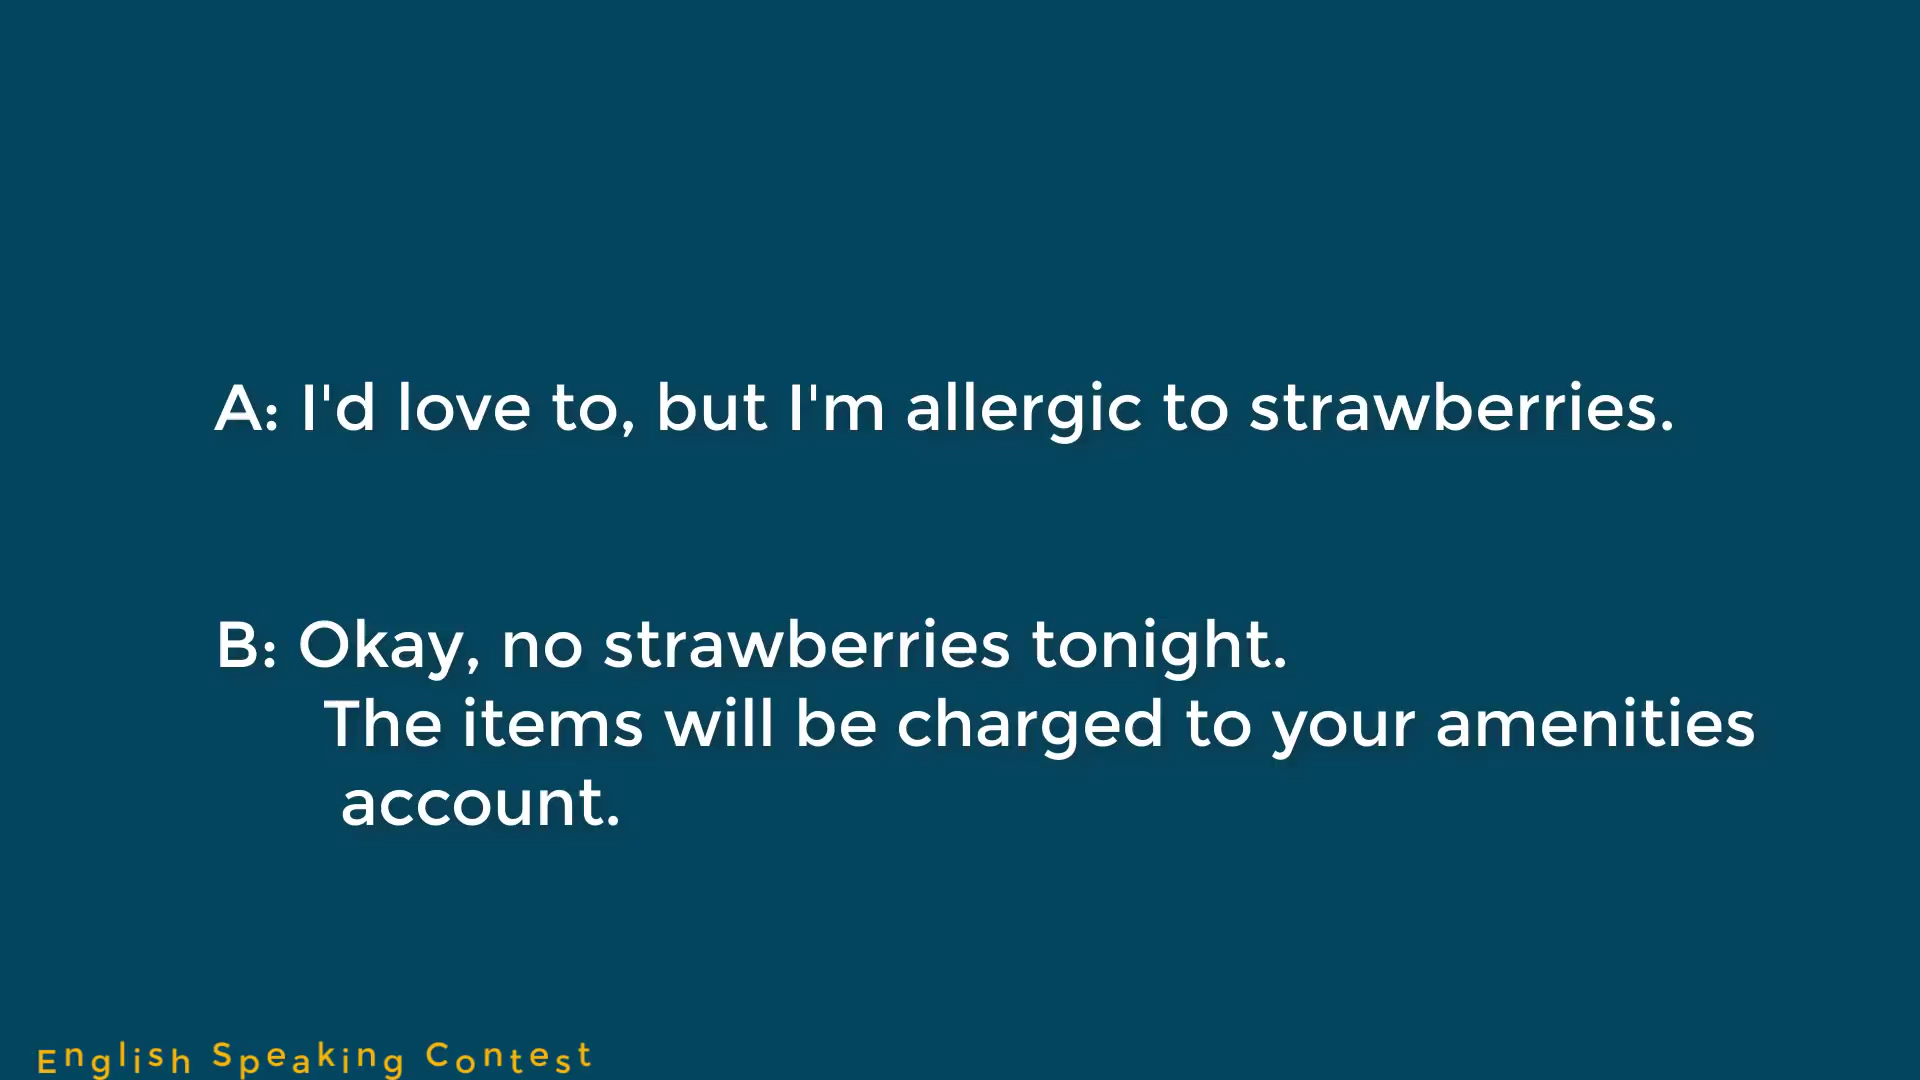 A: I'd love to, but I'm allergic to strawberries.
B: Okay, no strawberries tonight.
The items will be charged to your amenities
account.
English Speaking Contest